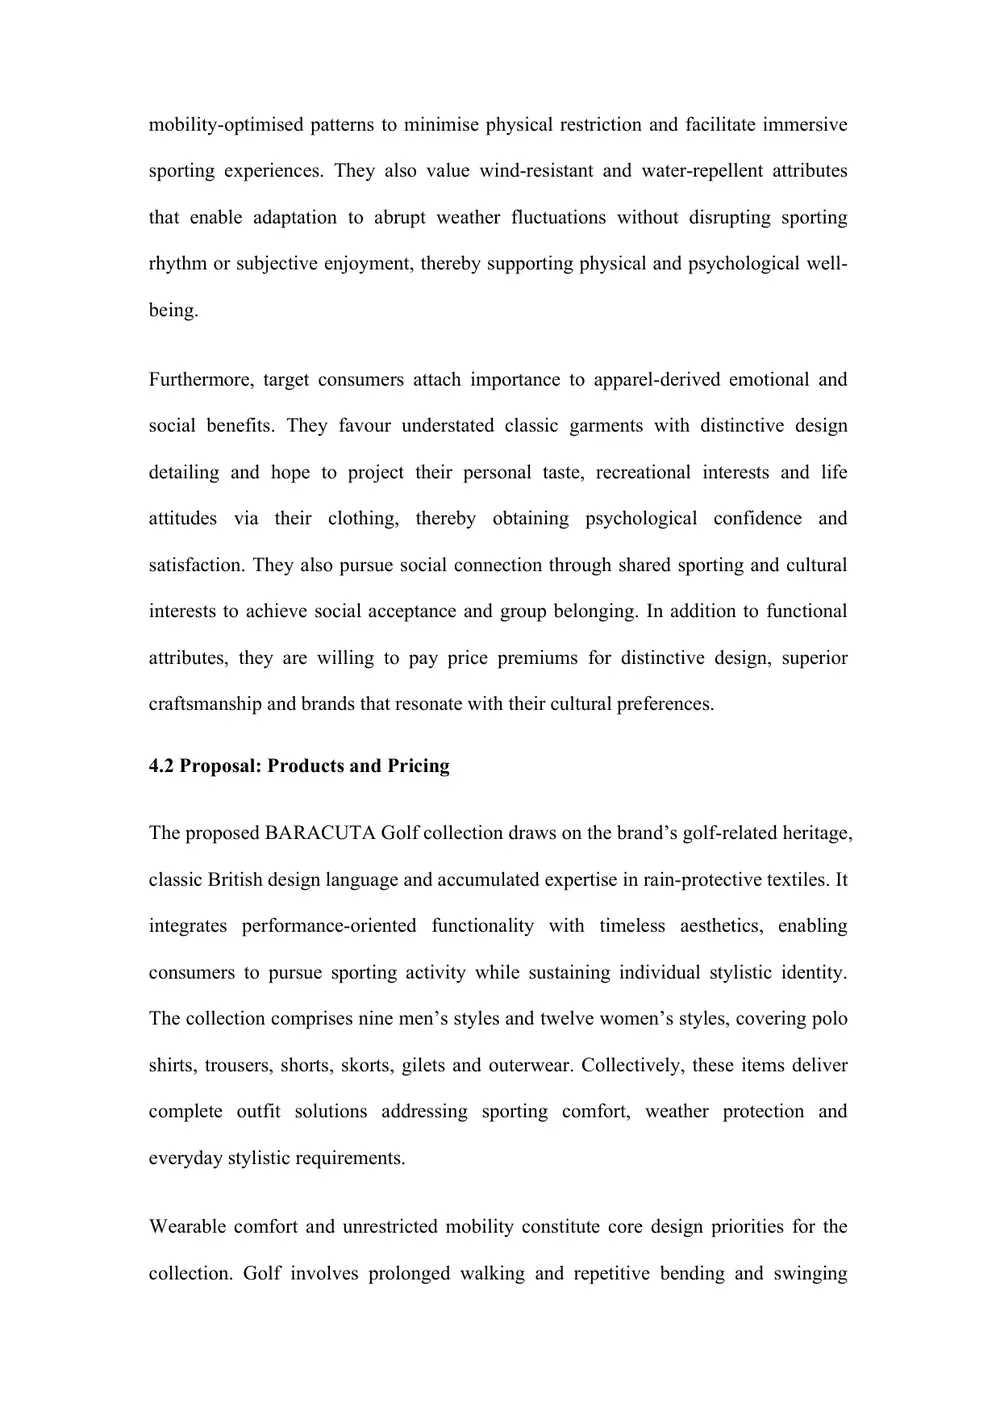 mobility-optimised patterns to minimise physical restriction and facilitate immersive
sporting experiences. They also value wind-resistant and water-repellent attributes
that enable adaptation to abrupt weather fluctuations without disrupting sporting
rhythm or subjective enjoyment, thereby supporting physical and psychological well-
being.
Furthermore, target consumers attach importance to apparel-derived emotional and
social benefits. They favour understated classic garments with distinctive design
detailing and hope to project their personal taste, recreational interests and life
attitudes via their clothing, thereby obtaining psychological confidence and
satisfaction. They also pursue social connection through shared sporting and cultural
interests to achieve social acceptance and group belonging. In addition to functional
attributes, they are willing to pay price premiums for distinctive design, superior
craftsmanship and brands that resonate with their cultural preferences.
4.2 Proposal: Products and Pricing
The proposed BARACUTA Golf collection draws on the brand’s golf-related heritage,
classic British design language and accumulated expertise in rain-protective textiles. It
integrates performance-oriented functionality with timeless aesthetics, enabling
consumers to pursue sporting activity while sustaining individual stylistic identity.
The collection comprises nine men’s styles and twelve women’s styles, covering polo
shirts, trousers, shorts, skorts, gilets and outerwear. Collectively, these items deliver
complete outfit solutions addressing sporting comfort, weather protection and
everyday stylistic requirements.
Wearable comfort and unrestricted mobility constitute core design priorities for the
collection. Golf involves prolonged walking and repetitive bending and swinging